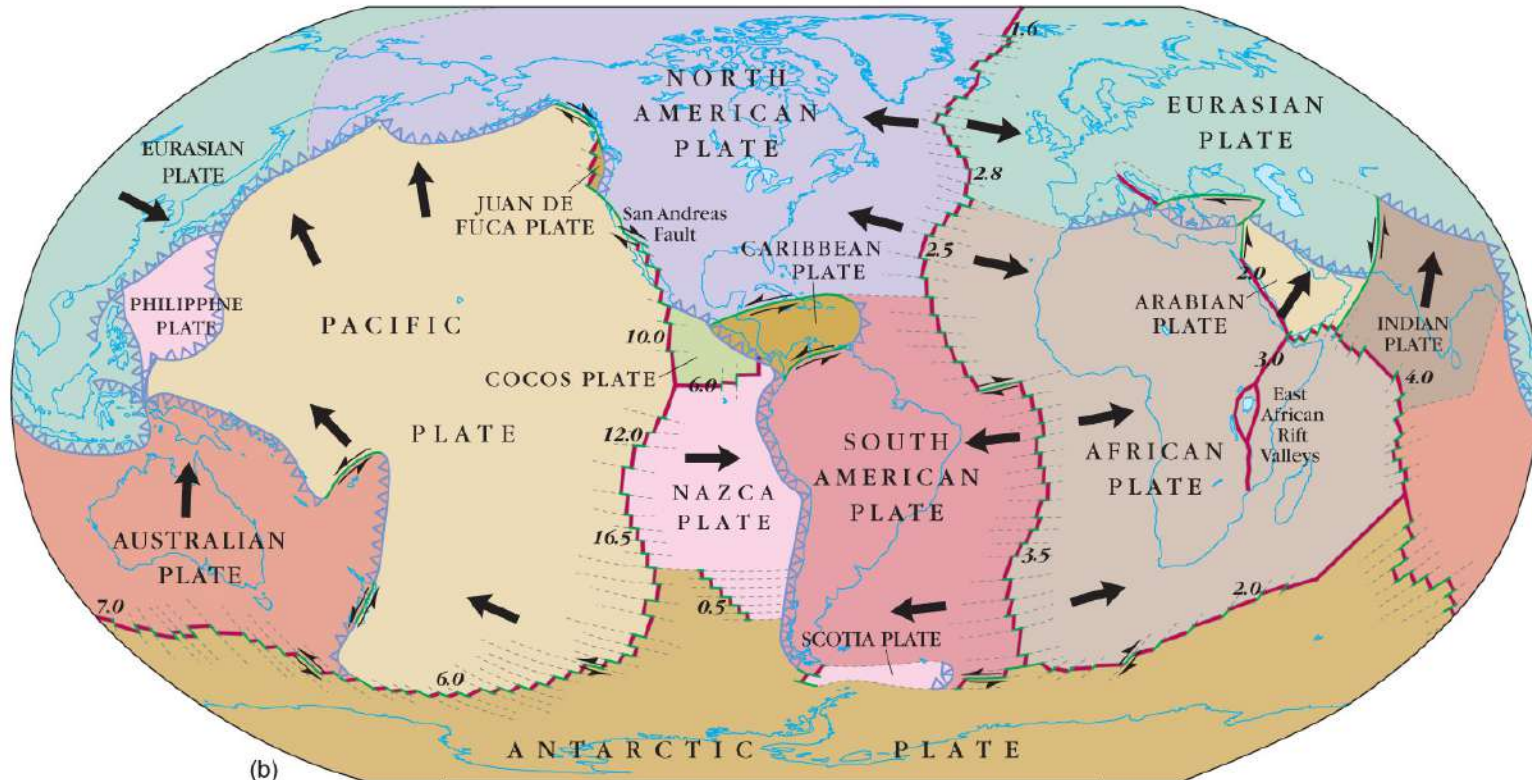 1.6
NORTH
AMERICAN
PLATE
EURASIAN
PLATE
EURASIAN
PLATE
2.8
JUAN DE
FUCA PLATE
San Andreas
Fault
CARIBBEAN
PLATE
2.5
2.0
ARABIAN
PLATE
PHILIPPINE
PLATE
PACIFIC
PLATE
INDIAN
PLATE
10.0
COCOS PLATE
6.0
3.0
4.0
East
African
Rift
Valleys
12.0
NAZCA
PLATE
SOUTH
AMERICAN
PLATE
AFRICAN
PLATE
AUSTRALIAN
PLATE
16.5
3.5
7.0
0.5
2.0
SCOTIA PLATE
6.0
ANTARCTIC PLATE
(b)